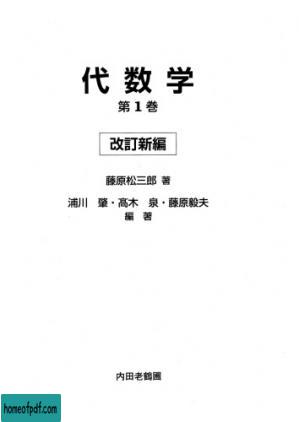 代数学
第1巻
改訂新編
藤原松三郎 著
浦川 肇・髙木 泉・藤原毅夫
編 著
内田老鶴圃
homeofpdf.com